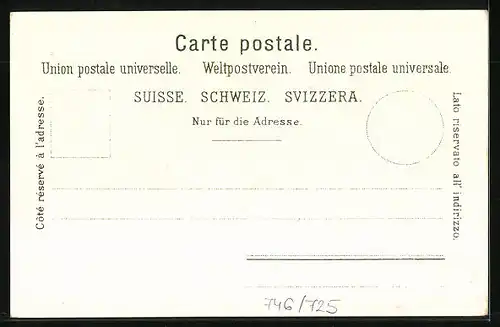 Carte postale.
Union postale universelle. Weltpostverein. Unione postale universale.
SUISSE. SCHWEIZ. SVIZZERA.
Nur für die Adresse.
Côté réservé à l'adresse.
Lato riservato all' indirizzo.
746/725